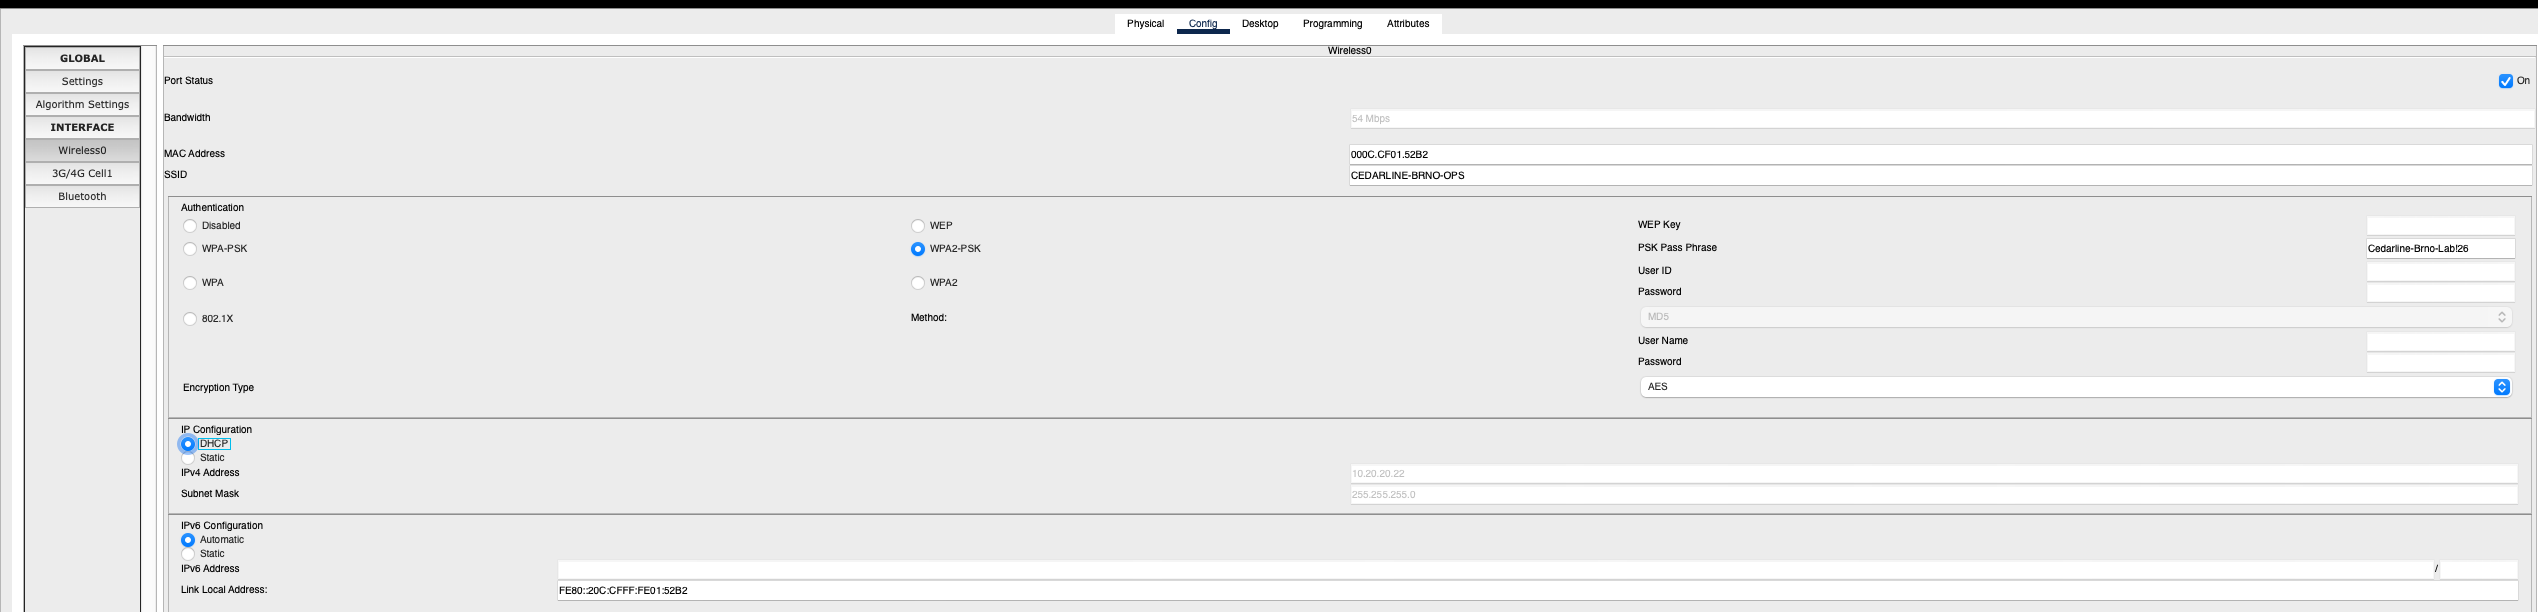 Physical Config Desktop Programming Attributes
GLOBAL
Settings
Algorithm Settings
INTERFACE
Wireless0
3G/4G Cell1
Bluetooth
Wireless0
Port Status On
Bandwidth 54 Mbps
MAC Address 000C.CF01.52B2
SSID CEDARLINE-BRNO-OPS
Authentication
Disabled WEP WEP Key
WPA-PSK WPA2-PSK PSK Pass Phrase Cedarline-Brno-Lab!26
User ID
WPA WPA2
Password
802.1X Method: MD5
User Name
Password
Encryption Type AES
IP Configuration
DHCP
Static
IPv4 Address 10.20.20.22
Subnet Mask 255.255.255.0
IPv6 Configuration
Automatic
Static
IPv6 Address /
Link Local Address: FE80::20C:CFFF:FE01:52B2